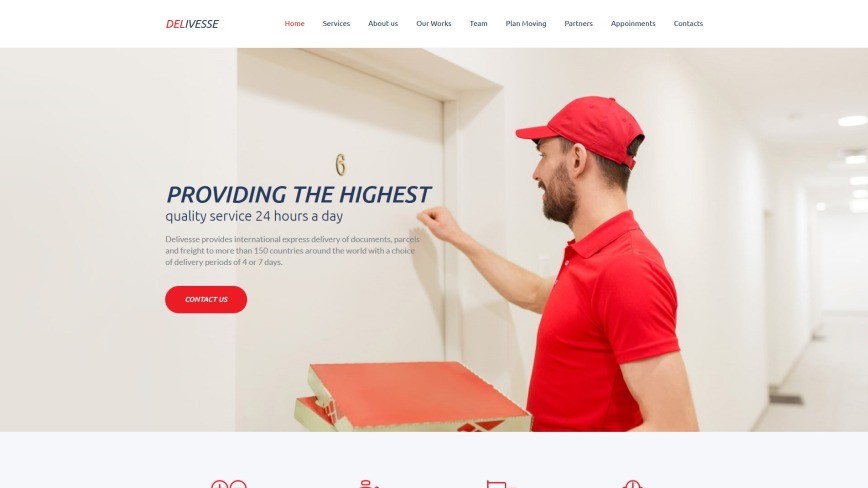 DELIVESSE
Home Services About us Our Works Team Plan Moving Partners Appoinments Contacts
6
PROVIDING THE HIGHEST
quality service 24 hours a day
Delivesse provides international express delivery of documents, parcels
and freight to more than 150 countries around the world with a choice
of delivery periods of 4 or 7 days.
CONTACT US